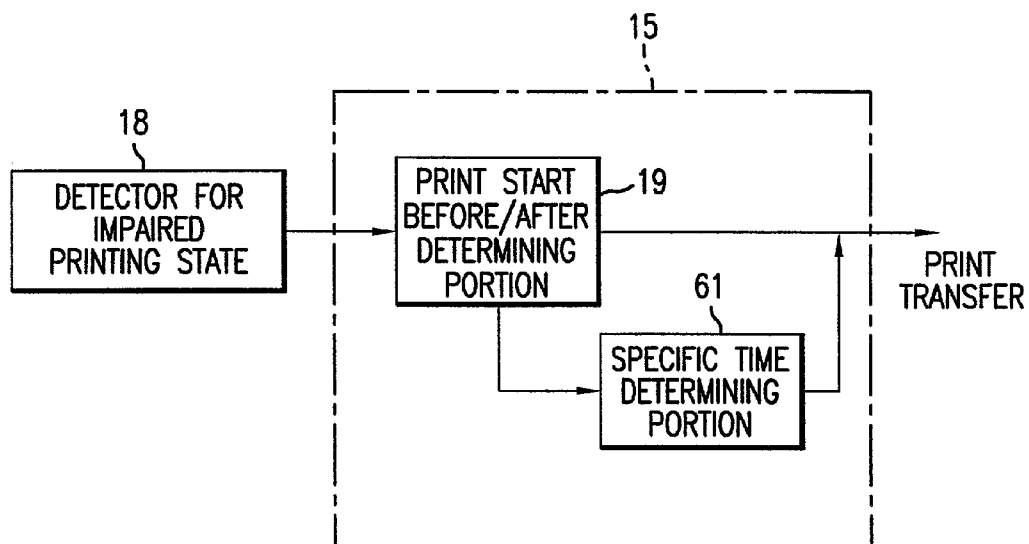 15
18
DETECTOR FOR
IMPAIRED
PRINTING STATE
PRINT START
BEFORE/AFTER
DETERMINING
PORTION
19
PRINT
TRANSFER
61
SPECIFIC TIME
DETERMINING
PORTION